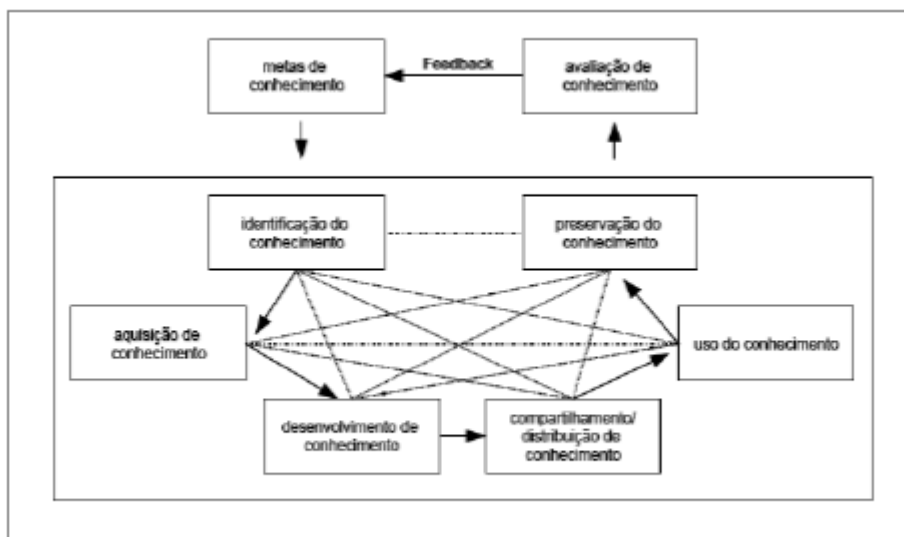 metas de
conhecimento
Feedback
avaliação de
conhecimento
identificação do
conhecimento
preservação do
conhecimento
aquisição de
conhecimento
uso do conhecimento
desenvolvimento de
conhecimento
compartilhamento/
distribuição de
conhecimento